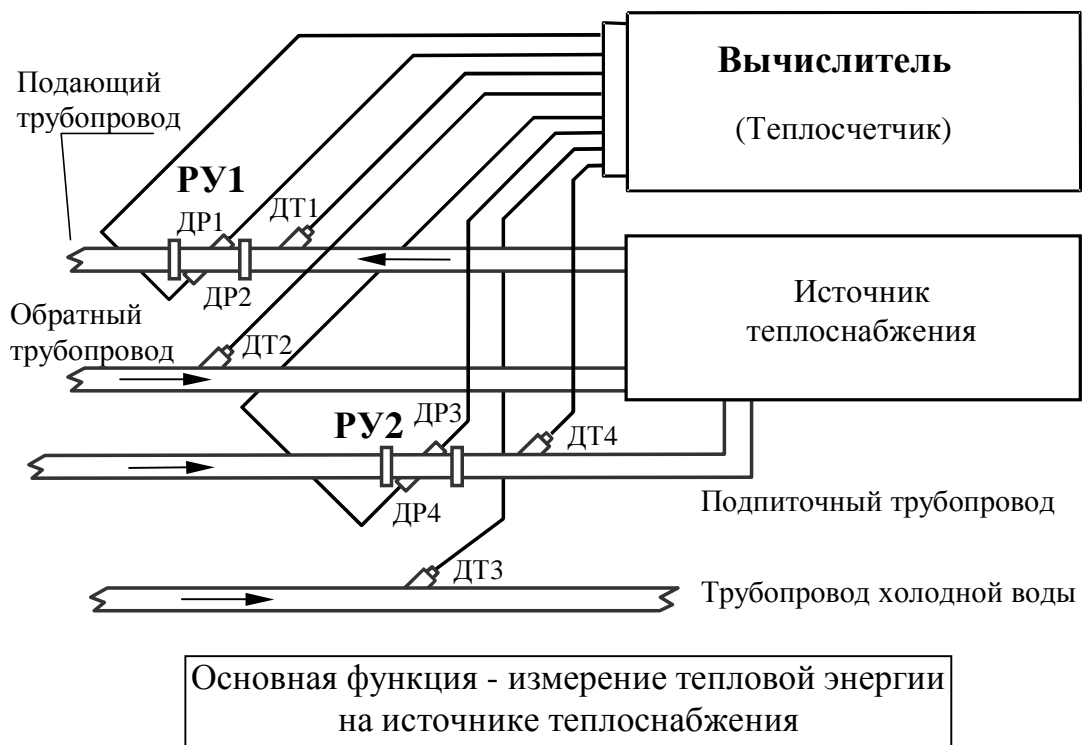 Вычислитель
(Теплосчетчик)
Подающий
трубопровод
РУ1
ДР1
ДТ1
ДР2
Источник
теплоснабжения
Обратный
трубопровод
ДТ2
РУ2
ДР3
ДТ4
ДР4
Подпиточный трубопровод
ДТ3
Трубопровод холодной воды
Основная функция - измерение тепловой энергии
на источнике теплоснабжения